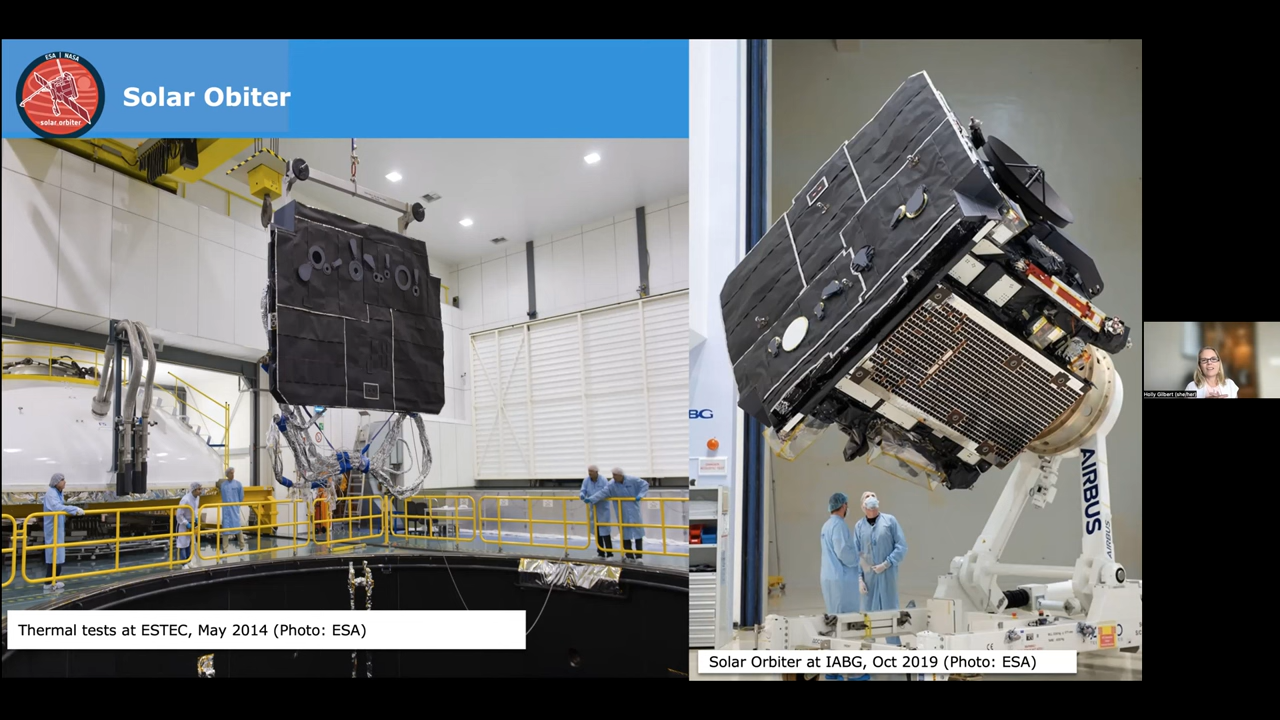 ESA | NASA
solar orbiter
Solar Obiter
Thermal tests at ESTEC, May 2014 (Photo: ESA)
BG
AIRBUS
AIRBUS
Solar Orbiter at IABG, Oct 2019 (Photo: ESA)
Holly Gilbert (she/her)